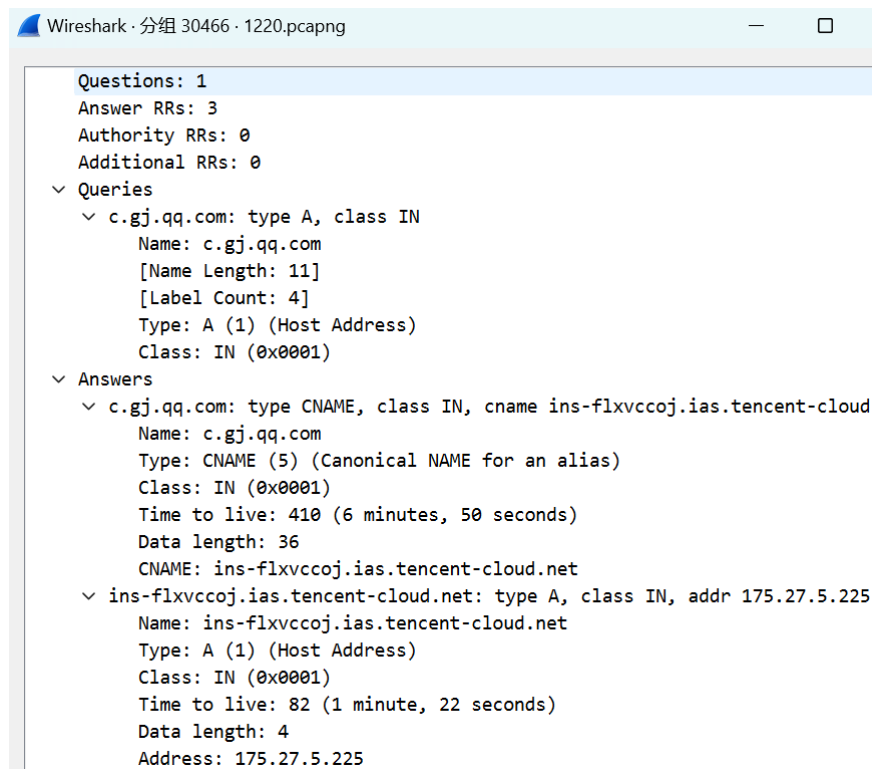 Wireshark · 分组 30466 · 1220.pcapng
Questions: 1
Answer RRs: 3
Authority RRs: 0
Additional RRs: 0
Queries
c.gj.qq.com: type A, class IN
Name: c.gj.qq.com
[Name Length: 11]
[Label Count: 4]
Type: A (1) (Host Address)
Class: IN (0x0001)
Answers
c.gj.qq.com: type CNAME, class IN, cname ins-flxvccoj.ias.tencent-cloud
Name: c.gj.qq.com
Type: CNAME (5) (Canonical NAME for an alias)
Class: IN (0x0001)
Time to live: 410 (6 minutes, 50 seconds)
Data length: 36
CNAME: ins-flxvccoj.ias.tencent-cloud.net
ins-flxvccoj.ias.tencent-cloud.net: type A, class IN, addr 175.27.5.225
Name: ins-flxvccoj.ias.tencent-cloud.net
Type: A (1) (Host Address)
Class: IN (0x0001)
Time to live: 82 (1 minute, 22 seconds)
Data length: 4
Address: 175.27.5.225